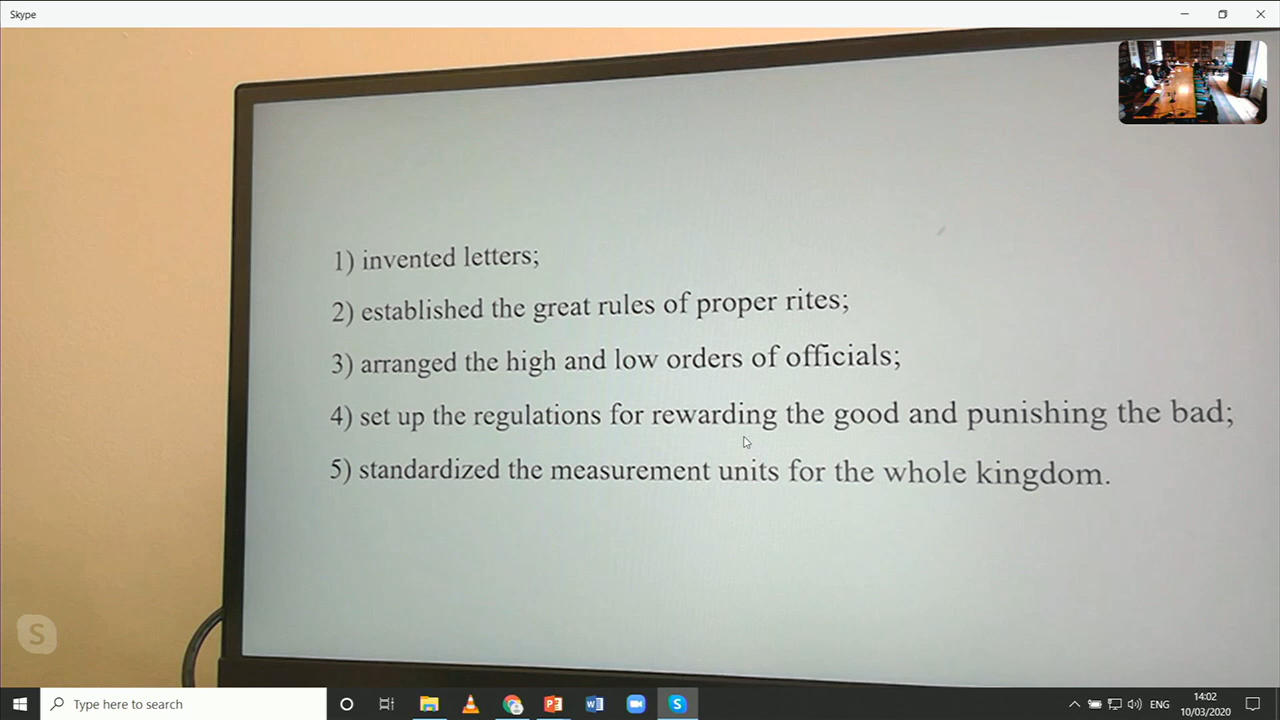 Skype
1) invented letters;
2) established the great rules of proper rites;
3) arranged the high and low orders of officials;
4) set up the regulations for rewarding the good and punishing the bad;
5) standardized the measurement units for the whole kingdom.
S
Type here to search
ENG
14:02
10/03/2020